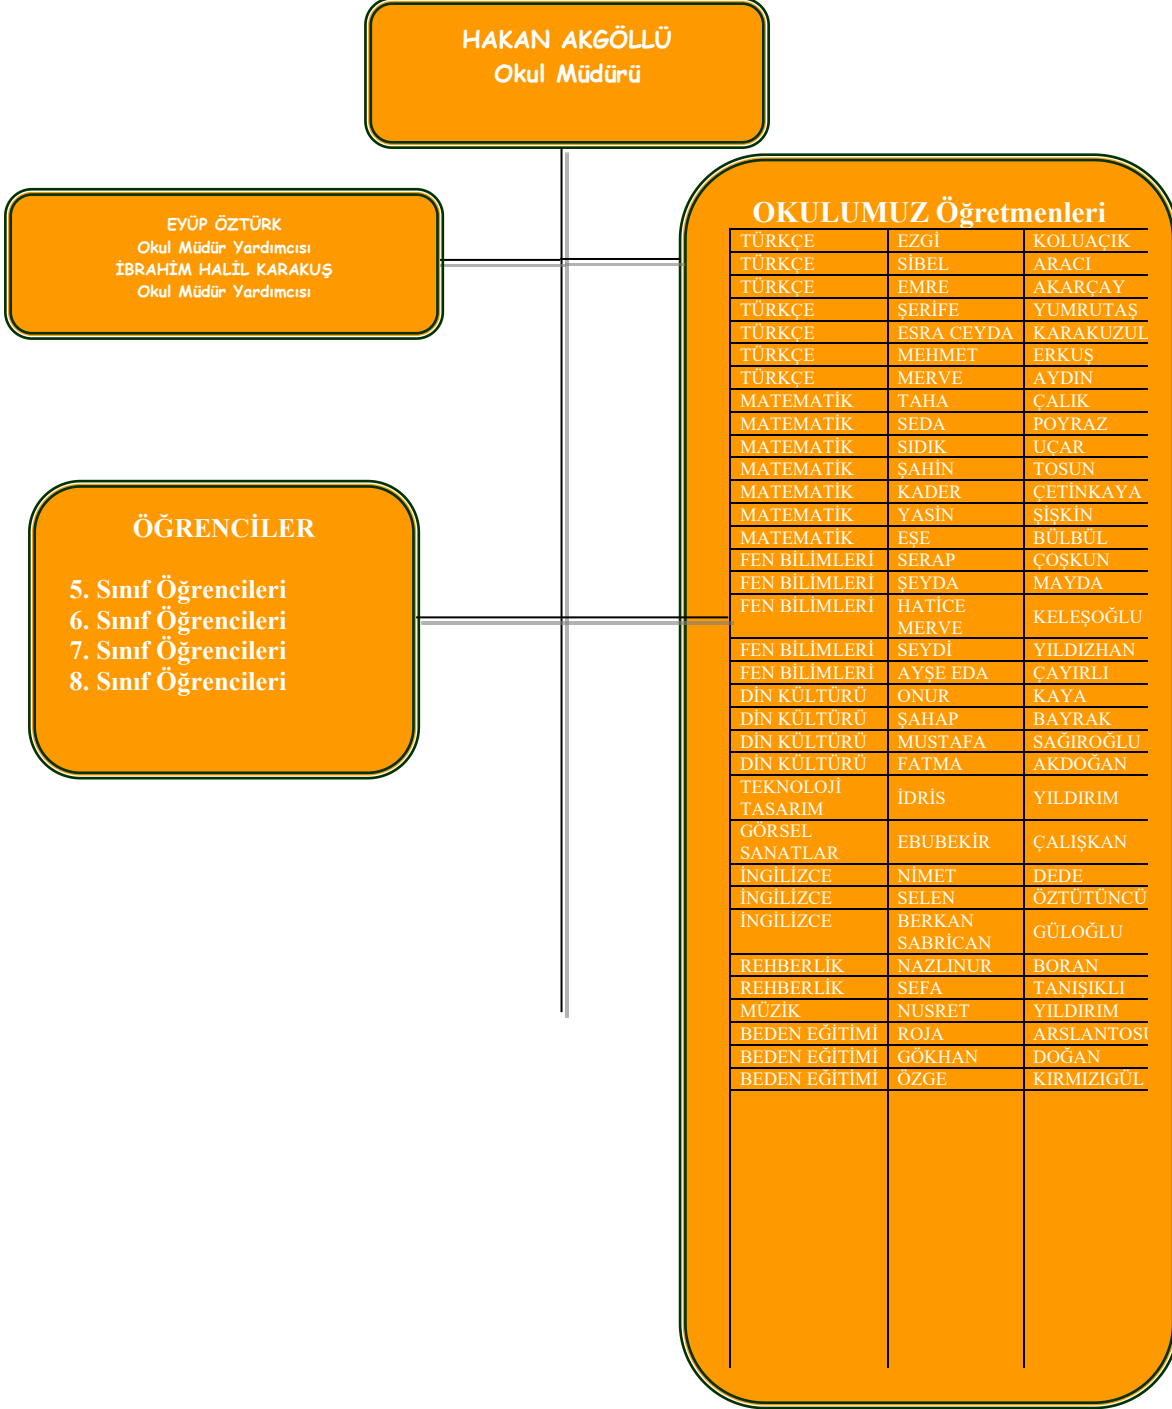 HAKAN AKGÖLLÜ
Okul Müdürü
EYÜP ÖZTÜRK
Okul Müdür Yardımcısı
İBRAHİM HALİL KARAKUŞ
Okul Müdür Yardımcısı
OKULUMUZ Öğretmenleri
TÜRKÇE EZGİ KOLUAÇIK
TÜRKÇE SİBEL ARACI
TÜRKÇE EMRE AKARÇAY
TÜRKÇE ŞERİFE YUMRUTAŞ
TÜRKÇE ESRA CEYDA KARAKUZUL
TÜRKÇE MEHMET ERKUŞ
TÜRKÇE MERVE AYDIN
MATEMATİK TAHA ÇALIK
MATEMATİK SEDA POYRAZ
MATEMATİK SIDIK UÇAR
MATEMATİK ŞAHİN TOSUN
MATEMATİK KADER ÇETİNKAYA
MATEMATİK YASİN ŞİŞKİN
MATEMATİK EŞE BÜLBÜL
FEN BİLİMLERİ SERAP ÇOŞKUN
FEN BİLİMLERİ ŞEYDA MAYDA
FEN BİLİMLERİ HATİCE
MERVE KELEŞOĞLU
FEN BİLİMLERİ SEYDİ YILDIZHAN
FEN BİLİMLERİ AYŞE EDA ÇAYIRLI
DİN KÜLTÜRÜ ONUR KAYA
DİN KÜLTÜRÜ ŞAHAP BAYRAK
DİN KÜLTÜRÜ MUSTAFA SAĞIROĞLU
DİN KÜLTÜRÜ FATMA AKDOĞAN
TEKNOLOJİ
TASARIM İDRİS YILDIRIM
GÖRSEL
SANATLAR EBUBEKİR ÇALIŞKAN
İNGİLİZCE NİMET DEDE
İNGİLİZCE SELEN ÖZTÜTÜNCÜ
İNGİLİZCE BERKAN
SABRİCAN GÜLOĞLU
REHBERLİK NAZLINUR BORAN
REHBERLİK SEFA TANIŞIKLI
MÜZİK NUSRET YILDIRIM
BEDEN EĞİTİMİ ROJA ARSLANTOSU
BEDEN EĞİTİMİ GÖKHAN DOĞAN
BEDEN EĞİTİMİ ÖZGE KIRMIZIGÜL
ÖĞRENCİLER
5. Sınıf Öğrencileri
6. Sınıf Öğrencileri
7. Sınıf Öğrencileri
8. Sınıf Öğrencileri